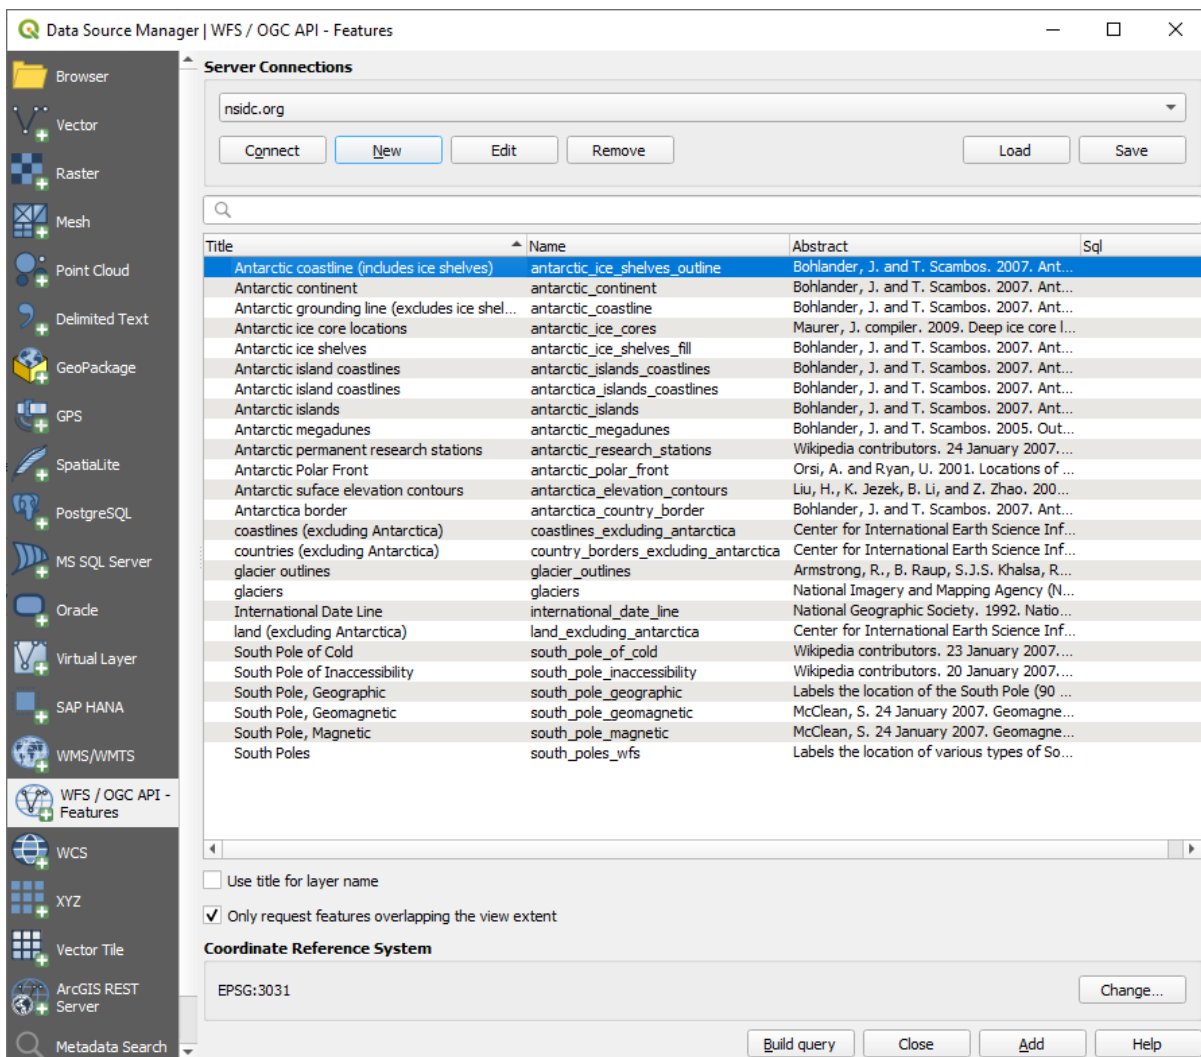 Data Source Manager | WFS / OGC API - Features
Browser
Vector
Raster
Mesh
Point Cloud
Delimited Text
GeoPackage
GPS
SpatiaLite
PostgreSQL
MS SQL Server
Oracle
Virtual Layer
SAP HANA
WMS/WMTS
WFS / OGC API -
Features
WCS
XYZ
Vector Tile
ArcGIS REST
Server
Metadata Search
Server Connections
nsidc.org
Connect New Edit Remove Load Save
Title Name Abstract Sql
Antarctic coastline (includes ice shelves) antarctic_ice_shelves_outline Bohlander, J. and T. Scambos. 2007. Ant...
Antarctic continent antarctic_continent Bohlander, J. and T. Scambos. 2007. Ant...
Antarctic grounding line (excludes ice shel... antarctic_coastline Bohlander, J. and T. Scambos. 2007. Ant...
Antarctic ice core locations antarctic_ice_cores Maurer, J. compiler. 2009. Deep ice core l...
Antarctic ice shelves antarctic_ice_shelves_fill Bohlander, J. and T. Scambos. 2007. Ant...
Antarctic island coastlines antarctic_islands_coastlines Bohlander, J. and T. Scambos. 2007. Ant...
Antarctic island coastlines antarctica_islands_coastlines Bohlander, J. and T. Scambos. 2007. Ant...
Antarctic islands antarctic_islands Bohlander, J. and T. Scambos. 2007. Ant...
Antarctic megadunes antarctic_megadunes Bohlander, J. and T. Scambos. 2005. Out...
Antarctic permanent research stations antarctic_research_stations Wikipedia contributors. 24 January 2007....
Antarctic Polar Front antarctic_polar_front Orsi, A. and Ryan, U. 2001. Locations of ...
Antarctic suface elevation contours antarctica_elevation_contours Liu, H., K. Jezek, B. Li, and Z. Zhao. 200...
Antarctica border antarctica_country_border Bohlander, J. and T. Scambos. 2007. Ant...
coastlines (excluding Antarctica) coastlines_excluding_antarctica Center for International Earth Science Inf...
countries (excluding Antarctica) country_borders_excluding_antarctica Center for International Earth Science Inf...
glacier outlines glacier_outlines Armstrong, R., B. Raup, S.J.S. Khalsa, R...
glaciers glaciers National Imagery and Mapping Agency (N...
International Date Line international_date_line National Geographic Society. 1992. Natio...
land (excluding Antarctica) land_excluding_antarctica Center for International Earth Science Inf...
South Pole of Cold south_pole_of_cold Wikipedia contributors. 23 January 2007....
South Pole of Inaccessibility south_pole_inaccessibility Wikipedia contributors. 20 January 2007....
South Pole, Geographic south_pole_geographic Labels the location of the South Pole (90 ...
South Pole, Geomagnetic south_pole_geomagnetic McClean, S. 24 January 2007. Geomagne...
South Pole, Magnetic south_pole_magnetic McClean, S. 24 January 2007. Geomagne...
South Poles south_poles_wfs Labels the location of various types of So...
Use title for layer name
Only request features overlapping the view extent
Coordinate Reference System
EPSG:3031 Change...
Build query Close Add Help